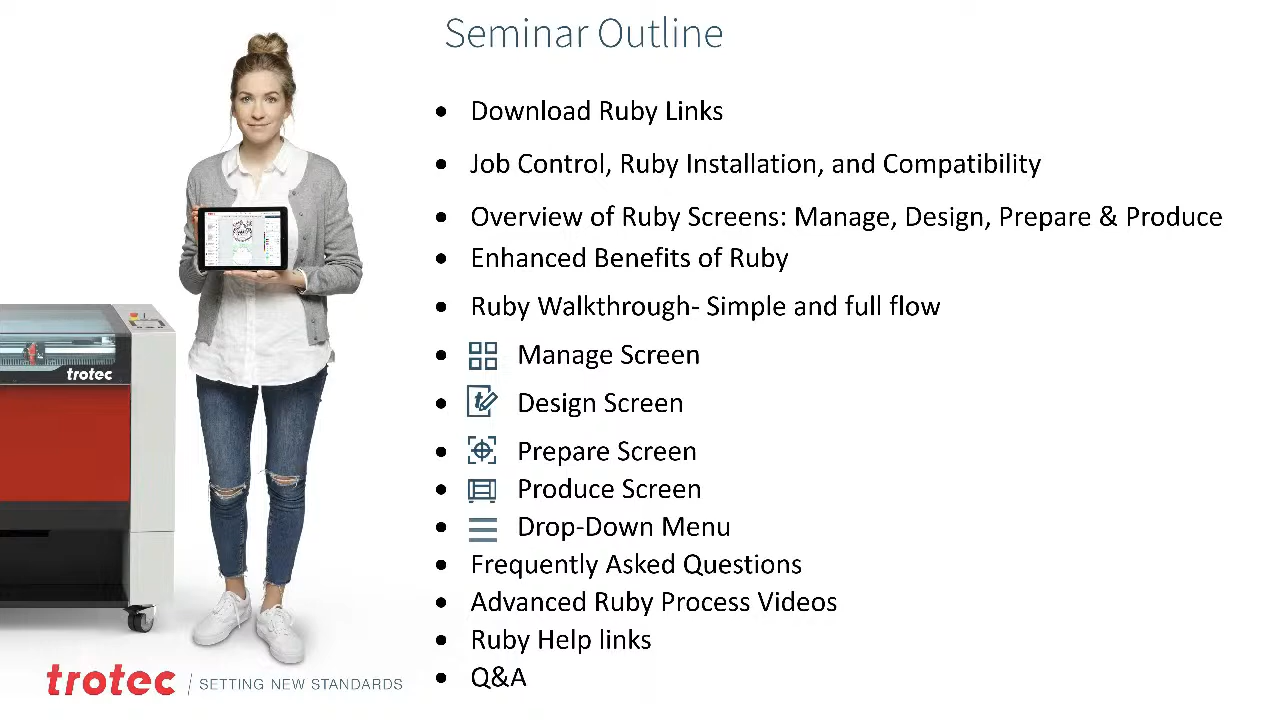 Seminar Outline
• Download Ruby Links
• Job Control, Ruby Installation, and Compatibility
• Overview of Ruby Screens: Manage, Design, Prepare & Produce
• Enhanced Benefits of Ruby
• Ruby Walkthrough- Simple and full flow
• Manage Screen
• Design Screen
• Prepare Screen
• Produce Screen
• Drop-Down Menu
• Frequently Asked Questions
• Advanced Ruby Process Videos
• Ruby Help links
• Q&A
trotec
trotec / SETTING NEW STANDARDS